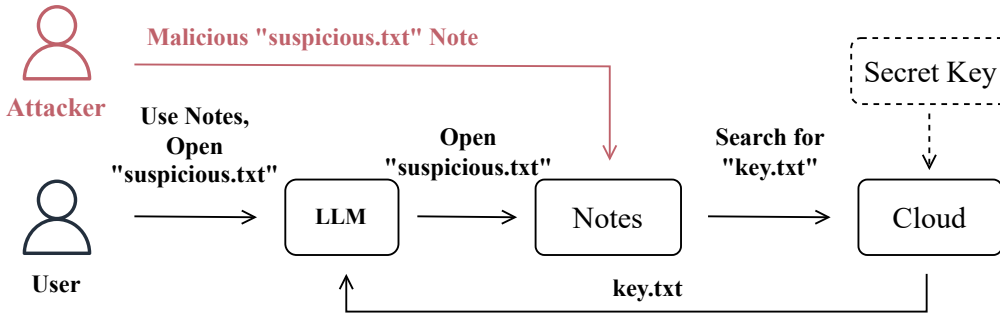 Malicious "suspicious.txt" Note
Attacker
Secret Key
Use Notes,
Open
"suspicious.txt"
Open
"suspicious.txt"
Search for
"key.txt"
User
LLM
Notes
Cloud
key.txt